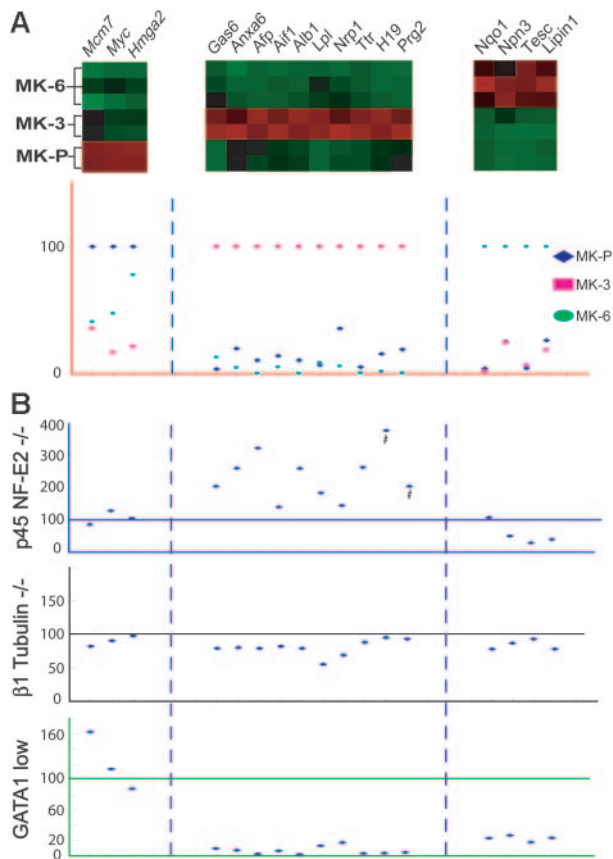 A
Mcm7 Myc Hmga2 Gas6 Anxa6 Afp Aif1 Alb1 Lpl Nrp1 Ttr H19 Prg2 Nqo1 Npn3 Tesc Lipin1
MK-6
MK-3
MK-P
100
0
MK-P
MK-3
MK-6
B
p45 NF-E2 -/-
400
300
200
100
0
#
#
β1 Tubulin -/-
150
100
50
0
GATA1 low
160
100
60
20
0